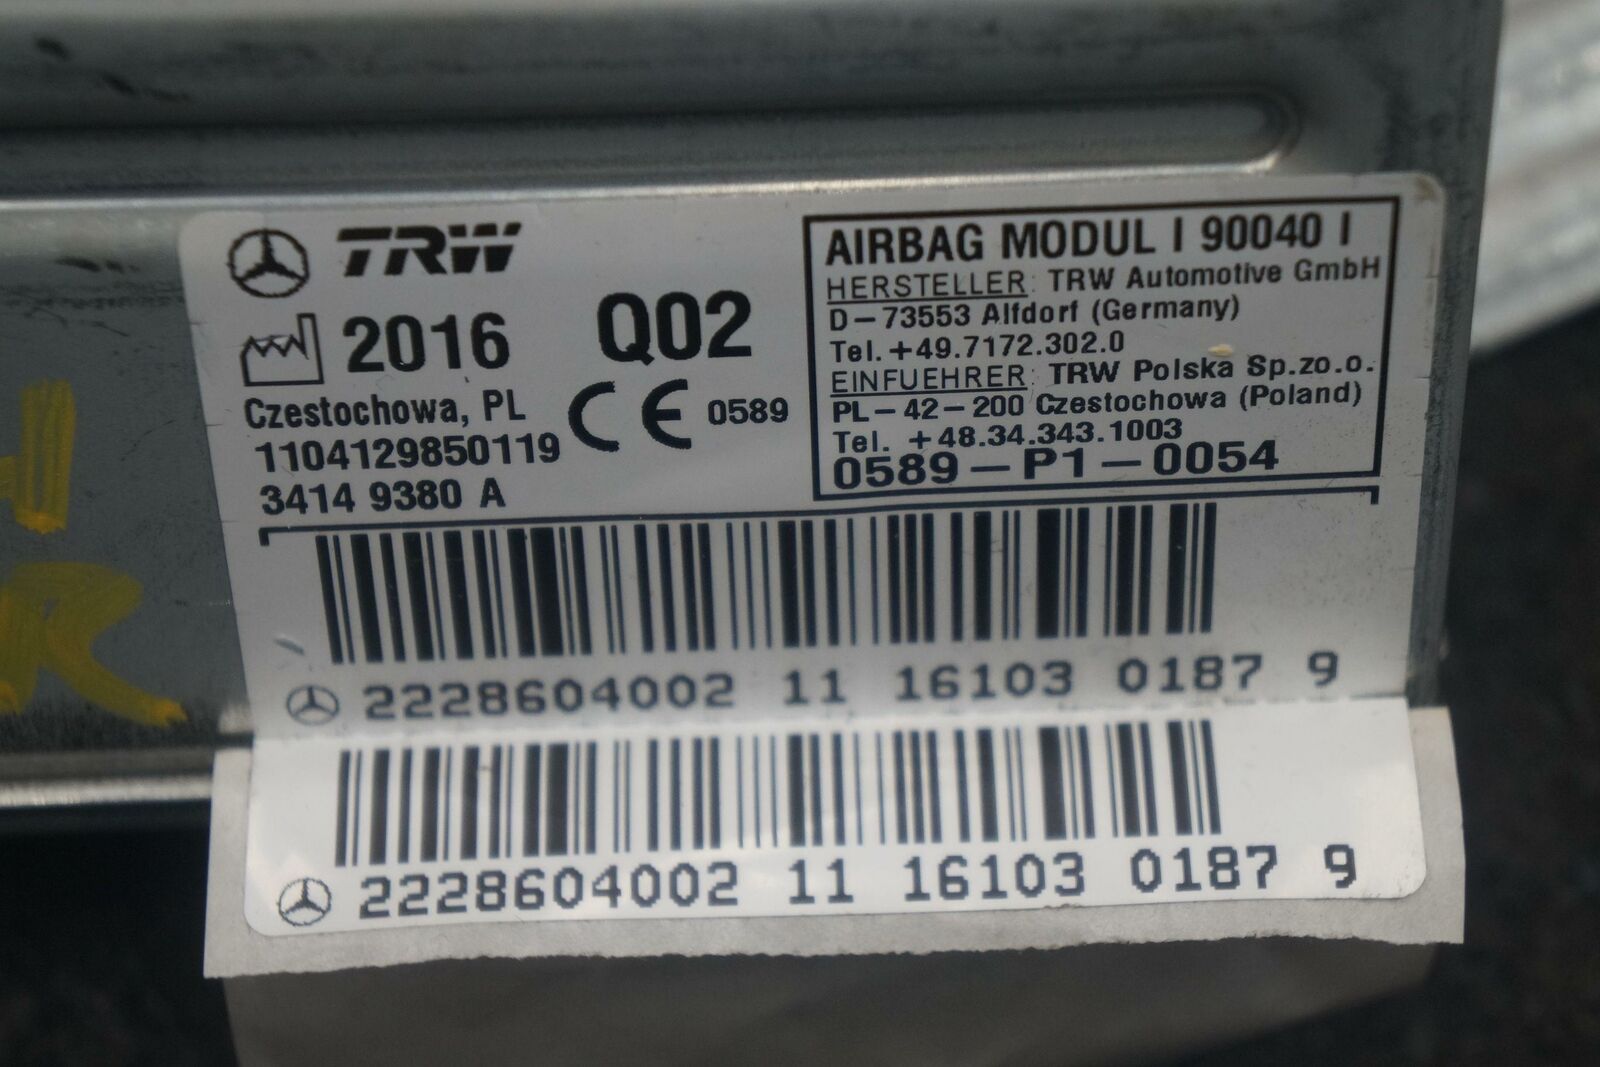 TRW
2016 Q02
Czestochowa, PL
CE 0589
1104129850119
34149380 A
AIRBAG MODUL I 90040 I
HERSTELLER: TRW Automotive GmbH
D-73553 Alfdorf (Germany)
Tel. +49.7172.302.0
EINFUEHRER: TRW Polska Sp.zo.o.
PL-42-200 Czestochowa (Poland)
Tel. +48.34.343.1003
0589-P1-0054
2228604002 11 16103 0187 9
2228604002 11 16103 0187 9
H
R